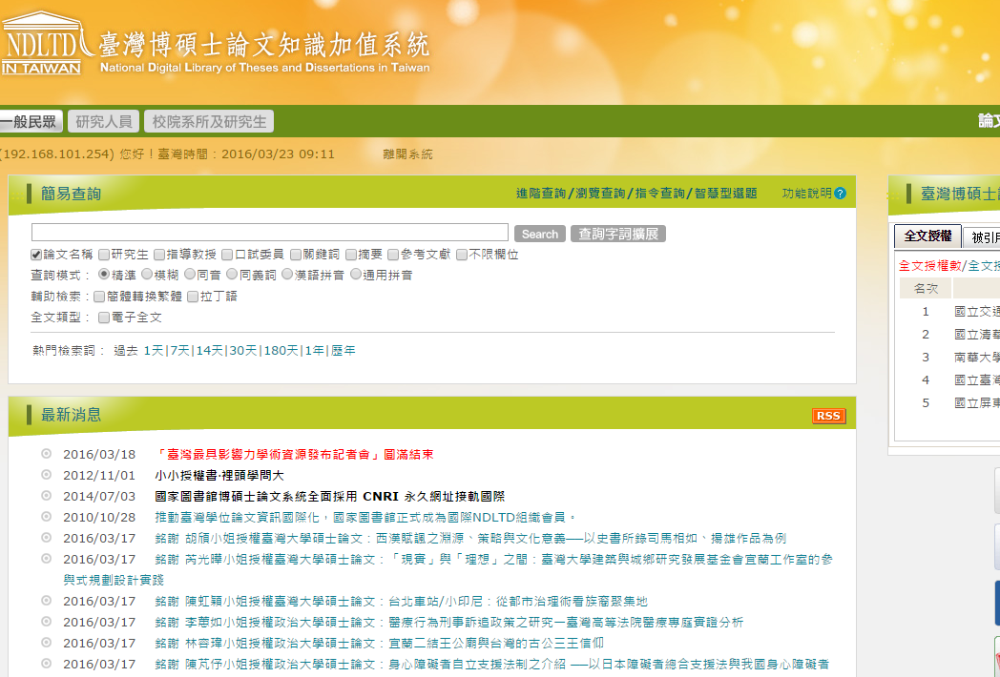 NDLTD
IN TAIWAN
臺灣博碩士論文知識加值系統
National Digital Library of Theses and Dissertations in Taiwan
一般民眾 研究人員 校院系所及研究生 論文
(192.168.101.254) 您好！臺灣時間：2016/03/23 09:11 離開系統
簡易查詢 進階查詢/瀏覽查詢/指令查詢/智慧型選題 功能說明?
Search 查詢字詞擴展
論文名稱 研究生 指導教授 口試委員 關鍵詞 摘要 參考文獻 不限欄位
查詢模式： 精準 模糊 同音 同義詞 漢語拼音 通用拼音
輔助檢索： 簡體轉換繁體 拉丁語
全文類型： 電子全文
熱門檢索詞： 過去 1天|7天|14天|30天|180天|1年|歷年
最新消息 RSS
2016/03/18 「臺灣最具影響力學術資源發布記者會」圓滿結束
2012/11/01 小小授權書‧裡頭學問大
2014/07/03 國家圖書館博碩士論文系統全面採用 CNRI 永久網址接軌國際
2010/10/28 推動臺灣學位論文資訊國際化，國家圖書館正式成為國際NDLTD組織會員。
2016/03/17 銘謝 胡頎小姐授權臺灣大學碩士論文：西漢賦諷之淵源、策略與文化意義──以史書所錄司馬相如、揚雄作品為例
2016/03/17 銘謝 芮光曄小姐授權臺灣大學碩士論文：「現實」與「理想」之間：臺灣大學建築與城鄉研究發展基金會宜蘭工作室的參
與式規劃設計實踐
2016/03/17 銘謝 陳虹穎小姐授權臺灣大學碩士論文：台北車站/小印尼：從都市治理術看族裔聚集地
2016/03/17 銘謝 李蕙如小姐授權政治大學碩士論文：醫療行為刑事訴追政策之研究—臺灣高等法院醫療專庭實證分析
2016/03/17 銘謝 林容瑋小姐授權政治大學碩士論文：宜蘭二結王公廟與台灣的古公三王信仰
2016/03/17 銘謝 陳芃伃小姐授權政治大學碩士論文：身心障礙者自立支援法制之介紹 ──以日本障礙者總合支援法與我國身心障礙者
臺灣博碩士
全文授權 被引用
全文授權數/全文授
名次
1 國立交通
2 國立清華
3 南華大學
4 國立臺灣
5 國立屏東